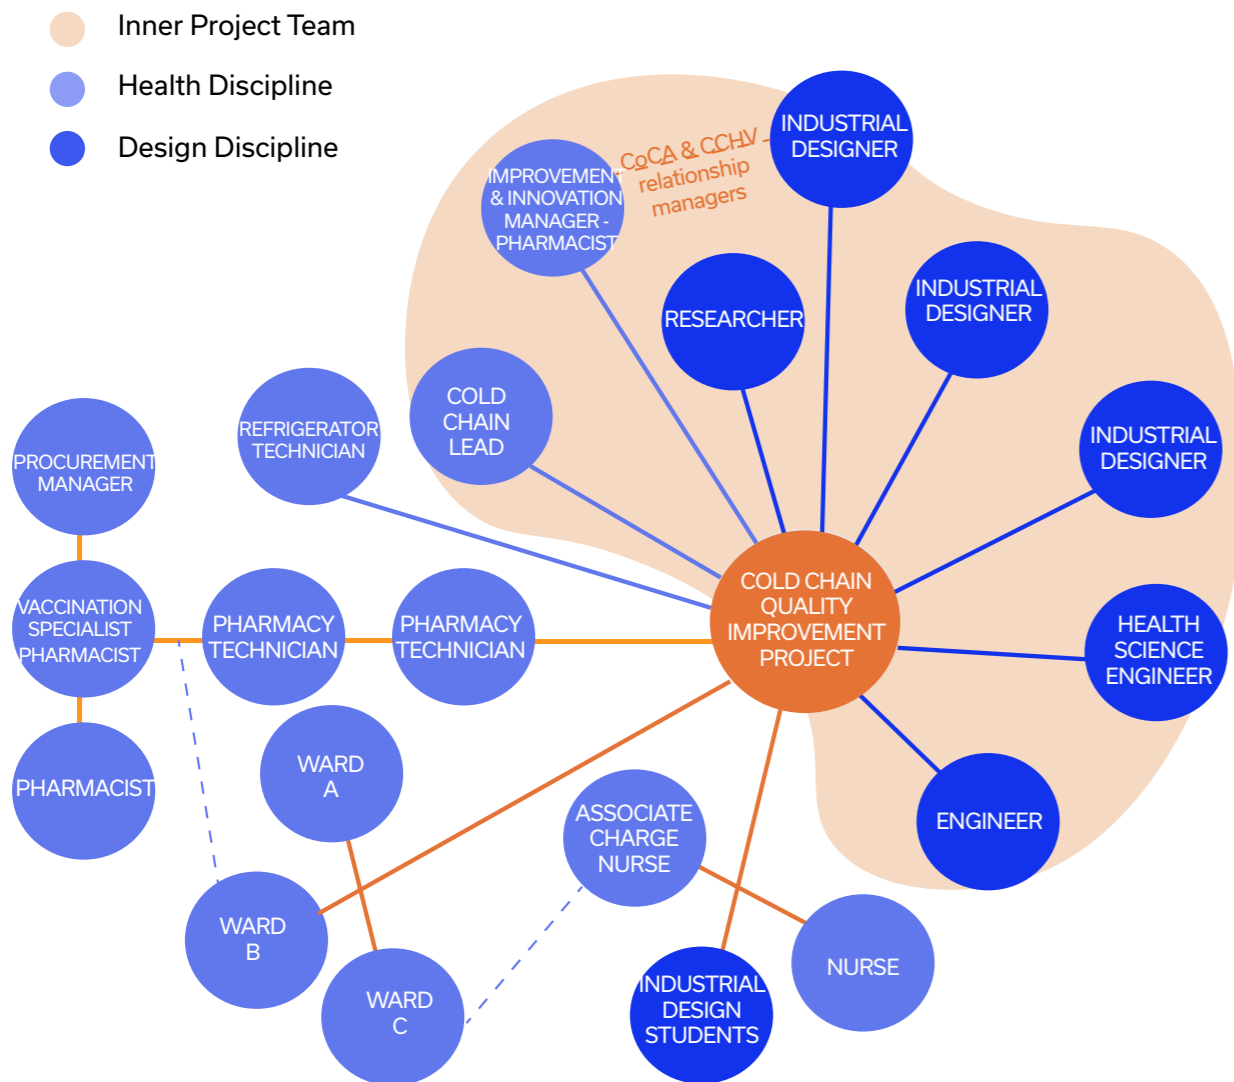 Inner Project Team
Health Discipline
Design Discipline
INDUSTRIAL
DESIGNER
CoCA & CCHV -
relationship
managers
IMPROVEMENT
& INNOVATION
MANAGER -
PHARMACIST
RESEARCHER
INDUSTRIAL
DESIGNER
COLD
CHAIN
LEAD
REFRIGERATOR
TECHNICIAN
INDUSTRIAL
DESIGNER
PROCUREMENT
MANAGER
COLD CHAIN
QUALITY
IMPROVEMENT
PROJECT
VACCINATION
SPECIALIST
PHARMACIST
PHARMACY
TECHNICIAN
PHARMACY
TECHNICIAN
HEALTH
SCIENCE
ENGINEER
PHARMACIST
WARD
A
ASSOCIATE
CHARGE
NURSE
ENGINEER
WARD
B
WARD
C
INDUSTRIAL
DESIGN
STUDENTS
NURSE